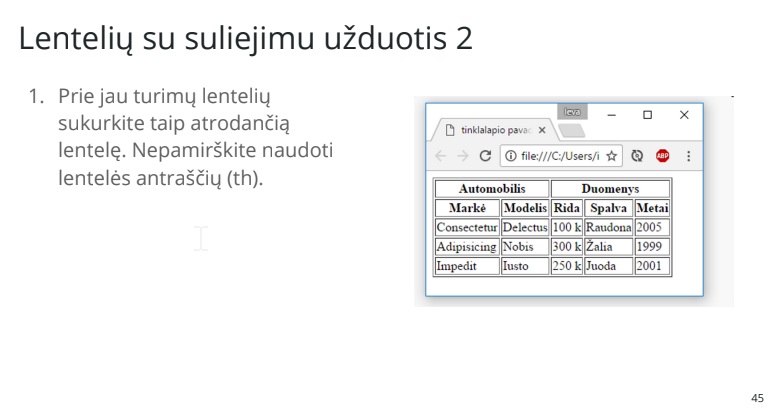 Lentelių su suliejimu užduotis 2
1. Prie jau turimų lentelių
sukurkite taip atrodančią
lentelę. Nepamirškite naudoti
lentelės antraščių (th).
Ieva
tinklalapio pavad
file:///C:/Users/i
ABP
Automobilis Duomenys
Markė Modelis Rida Spalva Metai
Consectetur Delectus 100 k Raudona 2005
Adipisicing Nobis 300 k Žalia 1999
Impedit Iusto 250 k Juoda 2001
45